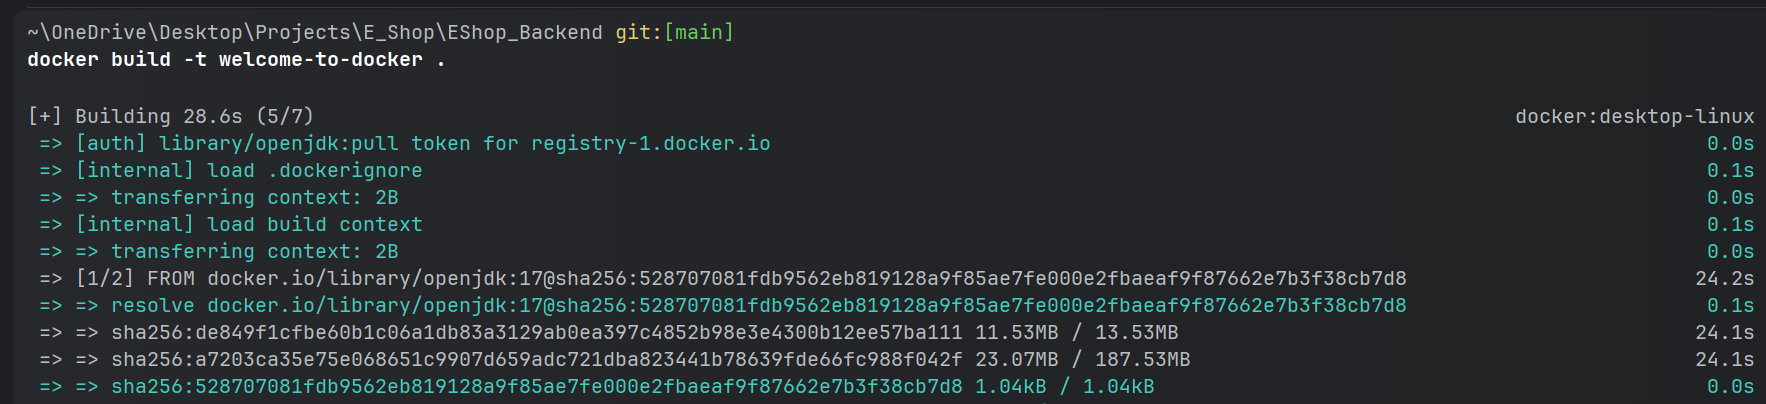 ~\OneDrive\Desktop\Projects\E_Shop\EShop_Backend git:[main]
docker build -t welcome-to-docker .
[+] Building 28.6s (5/7) docker:desktop-linux
=> [auth] library/openjdk:pull token for registry-1.docker.io 0.0s
=> [internal] load .dockerignore 0.1s
=> => transferring context: 2B 0.0s
=> [internal] load build context 0.1s
=> => transferring context: 2B 0.0s
=> [1/2] FROM docker.io/library/openjdk:17@sha256:528707081fdb9562eb819128a9f85ae7fe000e2fbaeaf9f87662e7b3f38cb7d8 24.2s
=> => resolve docker.io/library/openjdk:17@sha256:528707081fdb9562eb819128a9f85ae7fe000e2fbaeaf9f87662e7b3f38cb7d8 0.1s
=> => sha256:de849f1cfbe60b1c06a1db83a3129ab0ea397c4852b98e3e4300b12ee57ba111 11.53MB / 13.53MB 24.1s
=> => sha256:a7203ca35e75e068651c9907d659adc721dba823441b78639fde66fc988f042f 23.07MB / 187.53MB 24.1s
=> => sha256:528707081fdb9562eb819128a9f85ae7fe000e2fbaeaf9f87662e7b3f38cb7d8 1.04kB / 1.04kB 0.0s